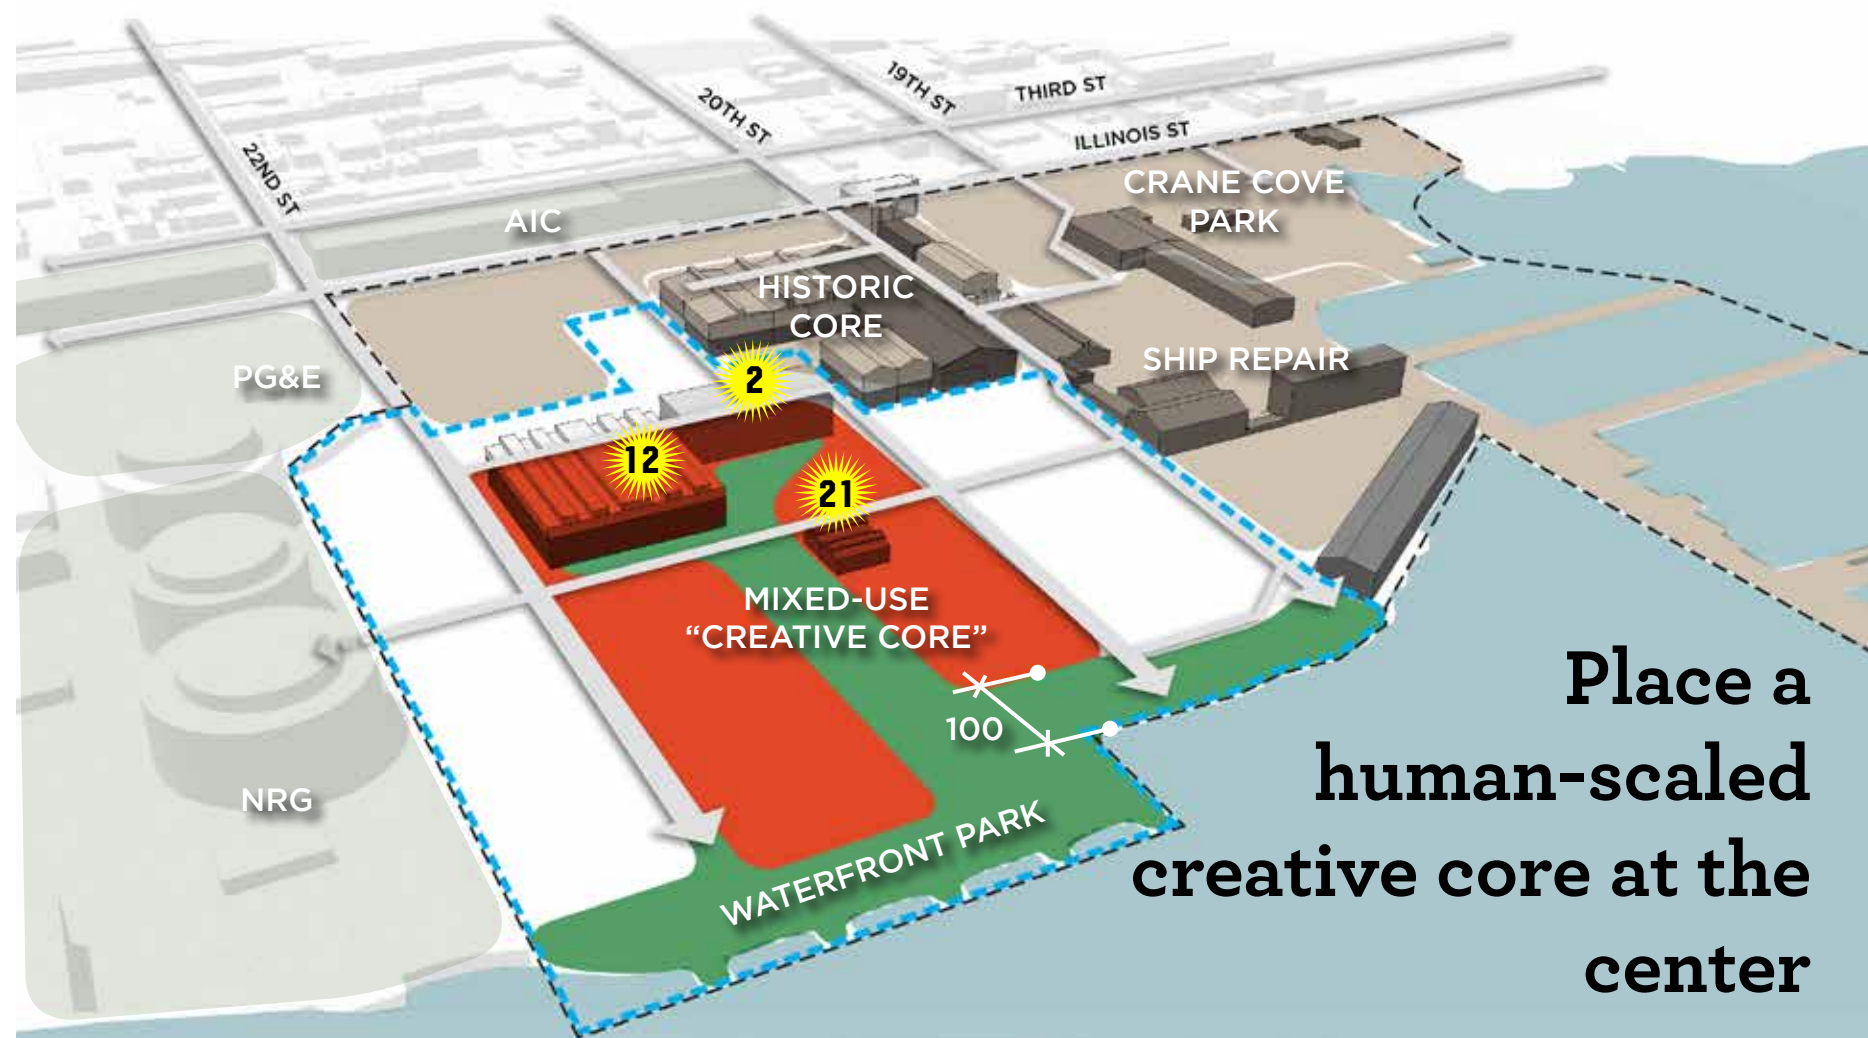 19TH ST
THIRD ST
20TH ST
ILLINOIS ST
22ND ST
CRANE COVE
PARK
AIC
HISTORIC
CORE
SHIP REPAIR
PG&E
2
12
21
MIXED-USE
“CREATIVE CORE”
100
NRG
WATERFRONT PARK
Place a
human-scaled
creative core at the
center